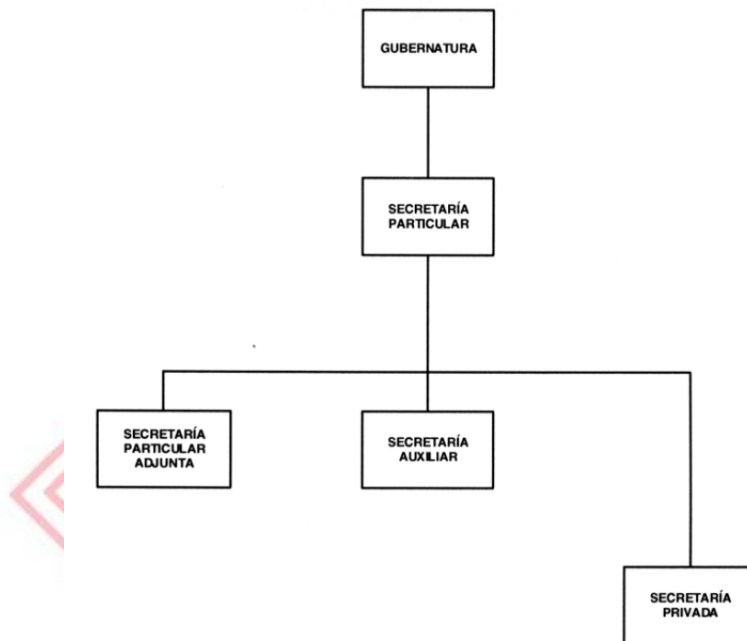 GUBERNATURA
SECRETARÍA
PARTICULAR
SECRETARÍA
PARTICULAR
ADJUNTA
SECRETARÍA
AUXILIAR
SECRETARÍA
PRIVADA